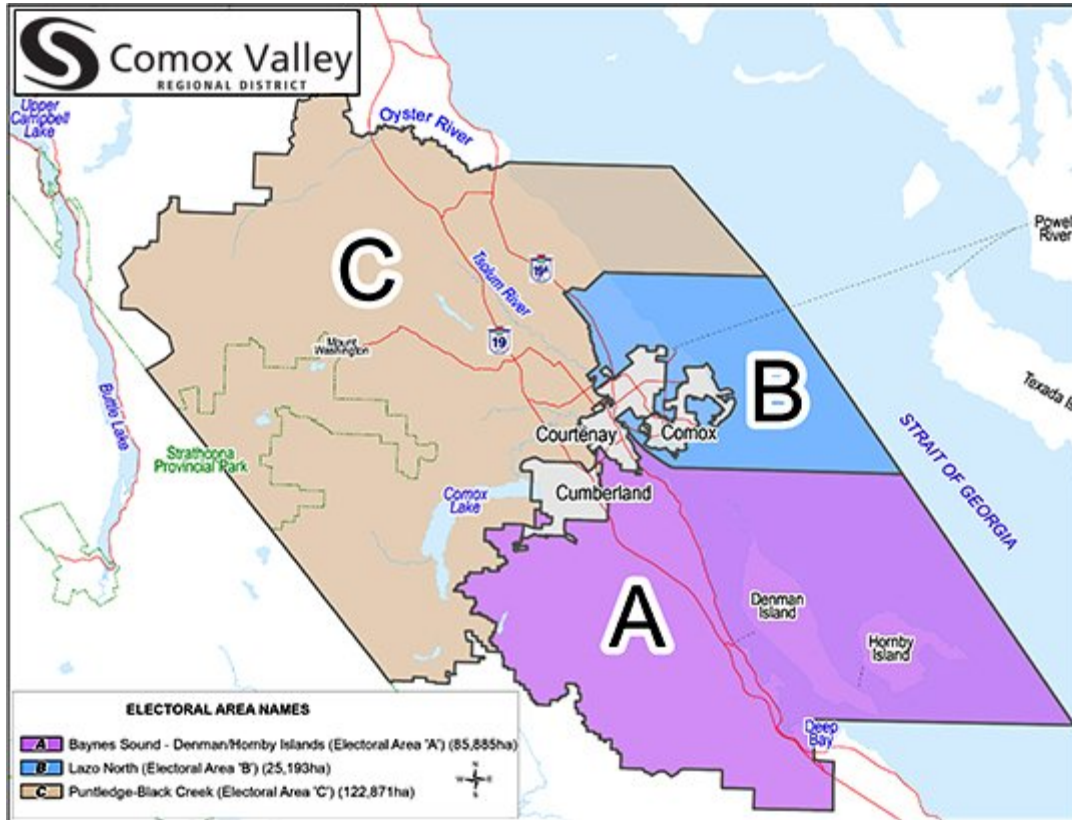 Comox Valley
REGIONAL DISTRICT
Upper
Campbell
Lake
Oyster River
Powell
River
C
19A
Tsolum River
19
Mount
Washington
B
Texada Is
Buttle Lake
Courtenay
Comox
STRAIT OF GEORGIA
Strathcona
Provincial Park
Comox
Lake
Cumberland
A
Denman
Island
Hornby
Island
Deep
Bay
ELECTORAL AREA NAMES
A Baynes Sound - Denman/Hornby Islands (Electoral Area "A") (85,885ha)
B Lazo North (Electoral Area "B") (25,193ha)
C Puntledge-Black Creek (Electoral Area "C") (122,871ha)
N
W E
S